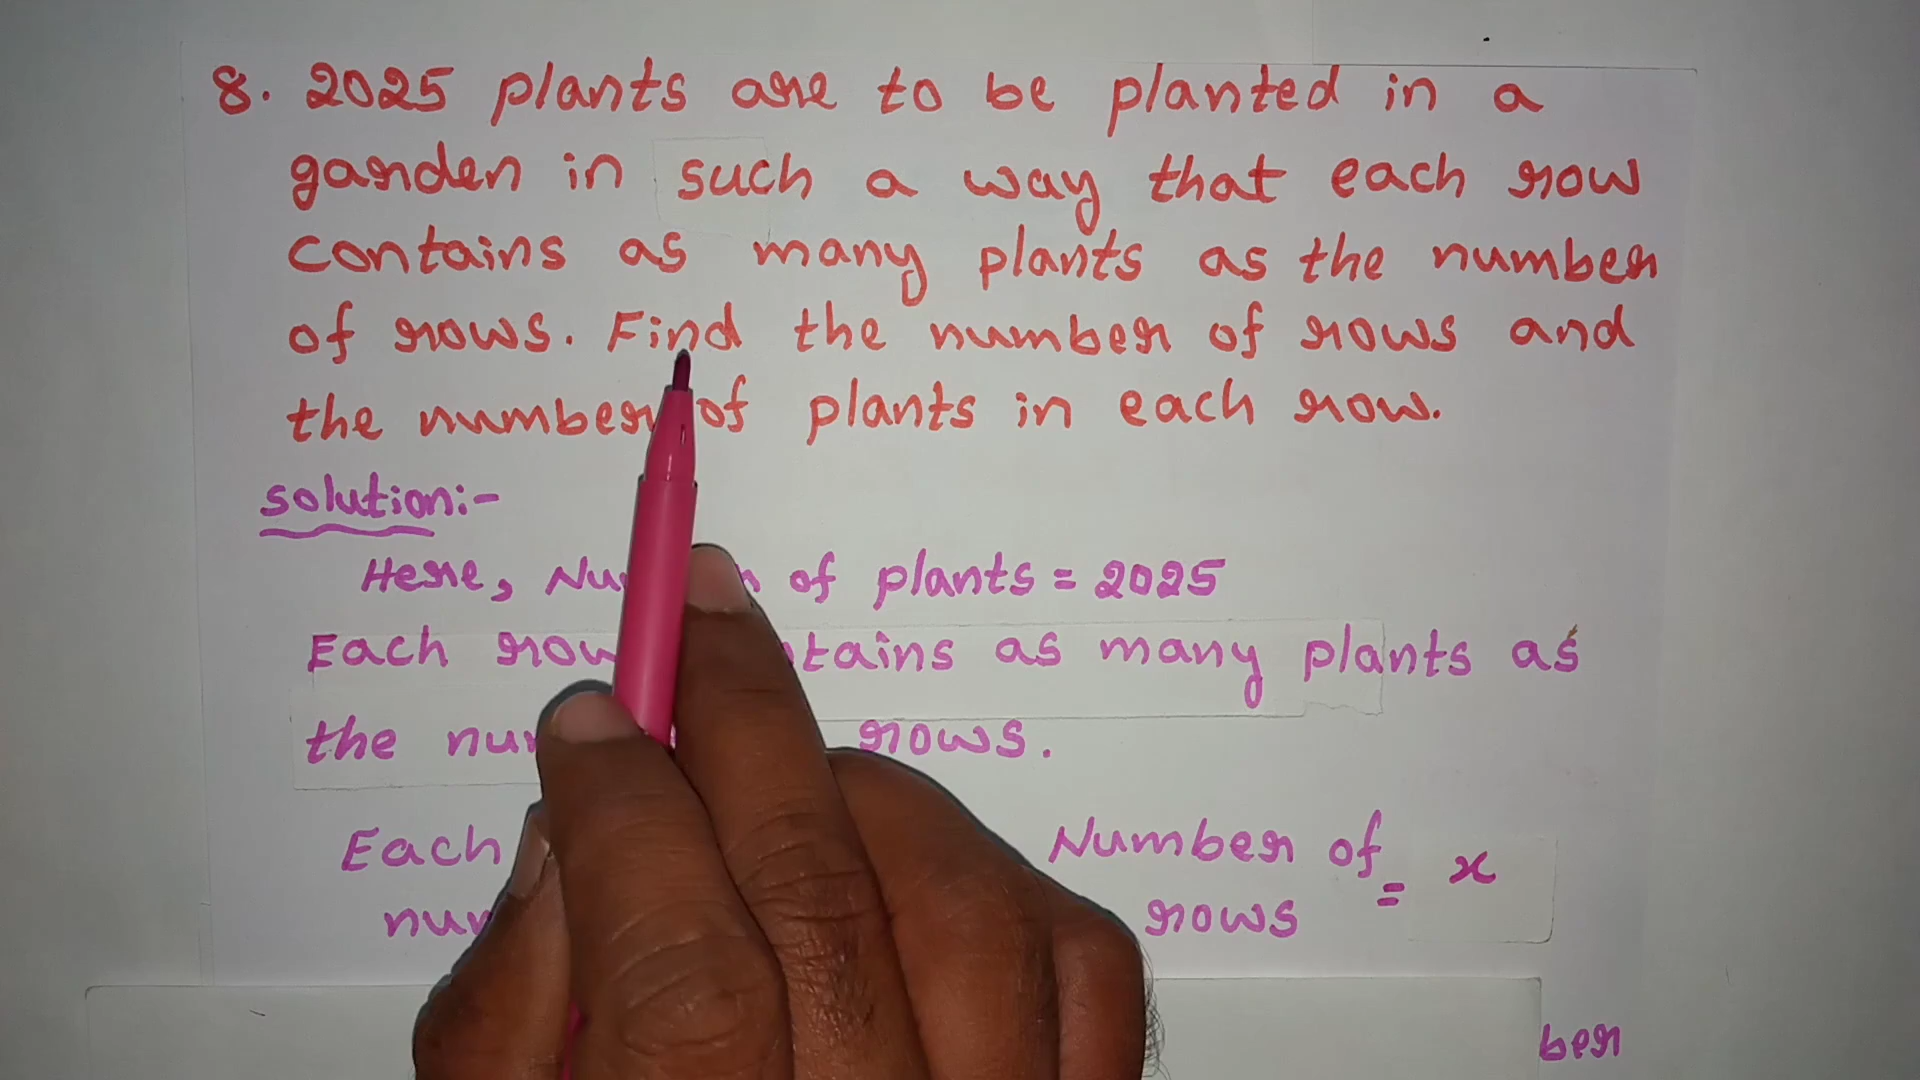 8. 2025 plants are to be planted in a
garden in such a way that each row
contains as many plants as the number
of rows. Find the number of rows and
the number of plants in each row.
Solution:-
Here, of plants = 2025
Each as many plants as
the rows.
Each Number of = x
rows
ber